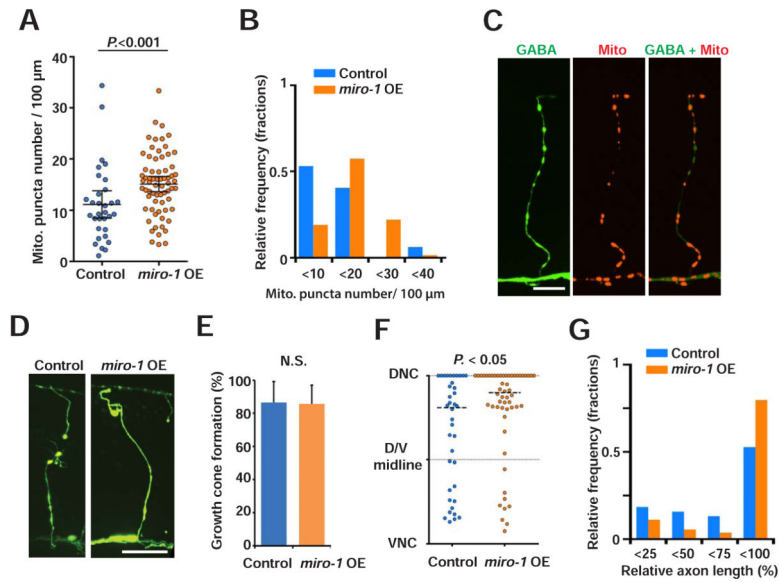 A
P.<0.001
Mito. puncta number / 100 µm
40
30
20
10
0
Control miro-1 OE
B
Control
miro-1 OE
Relative frequency (fractions)
1
0.5
0
<10 <20 <30 <40
Mito. puncta number/ 100 µm
C
GABA Mito GABA + Mito
D
Control miro-1 OE
E
N.S.
Growth cone formation (%)
100
80
60
40
20
0
Control miro-1 OE
F
P. < 0.05
DNC
D/V
midline
VNC
Control miro-1 OE
G
Control
miro-1 OE
Relative frequency (fractions)
1
0.5
0
<25 <50 <75 <100
Relative axon length (%)